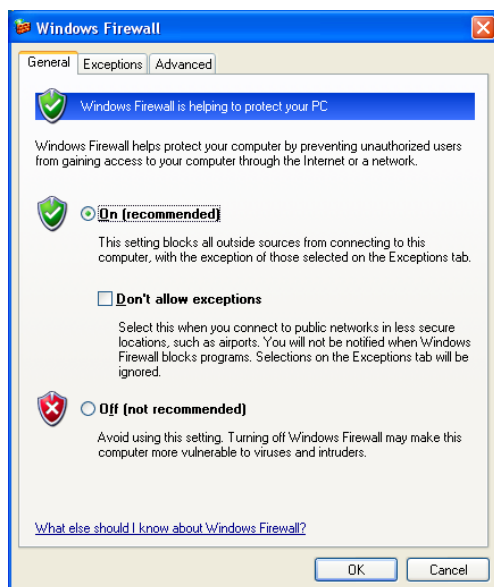 Windows Firewall
General Exceptions Advanced
Windows Firewall is helping to protect your PC
Windows Firewall helps protect your computer by preventing unauthorized users
from gaining access to your computer through the Internet or a network.
On (recommended)
This setting blocks all outside sources from connecting to this
computer, with the exception of those selected on the Exceptions tab.
Don't allow exceptions
Select this when you connect to public networks in less secure
locations, such as airports. You will not be notified when Windows
Firewall blocks programs. Selections on the Exceptions tab will be
ignored.
Off (not recommended)
Avoid using this setting. Turning off Windows Firewall may make this
computer more vulnerable to viruses and intruders.
What else should I know about Windows Firewall?
OK Cancel